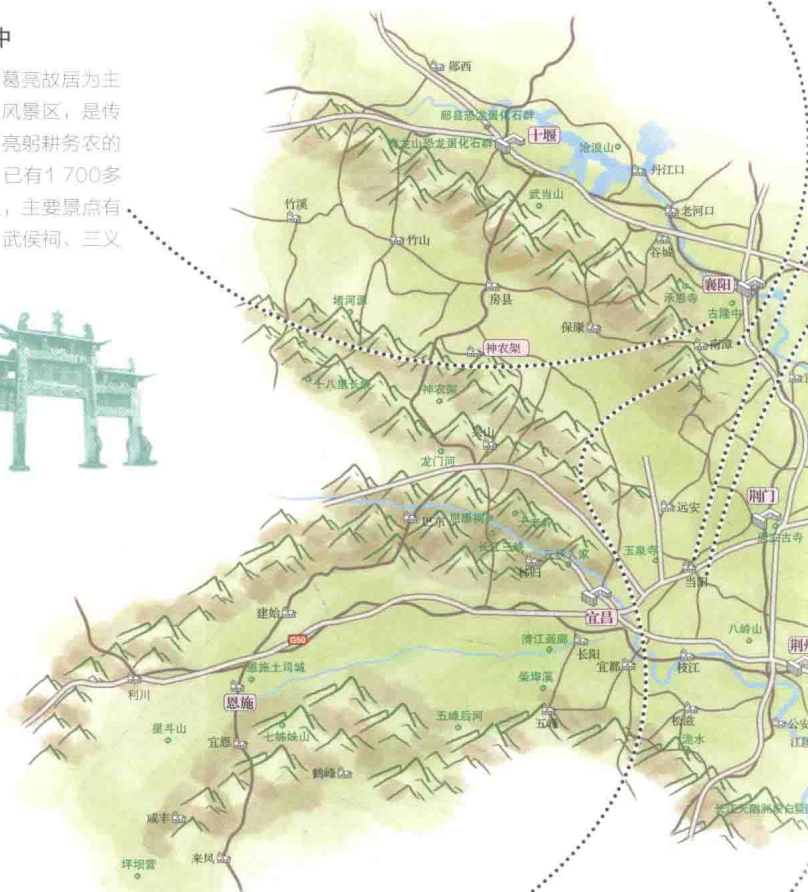 中
葛亮故居为主
风景区，是传
亮躬耕务农的
已有1 700多
，主要景点有
武侯祠、三义
郧西
郧县恐龙蛋化石群
青龙山恐龙蛋化石群
十堰
沧浪山
丹江口
武当山
老河口
竹溪
竹山
谷城
襄阳
房县
承恩寺
古隆中
堵河源
保康
南漳
神农架
十八里长峡
神农架
兴山
龙门河
远安
荆门
巴东
屈原祠
长江三峡
三峡人家
秭归
玉泉寺
当阳
建始
宜昌
G50
清江画廊
八岭山
长阳
荆州
恩施土司城
宜都
枝江
利川
柴埠溪
恩施
星斗山
七姊妹山
五峰后河
五峰
松滋
公安
宜恩
洈水
鹤峰
咸丰
来凤
坪坝营